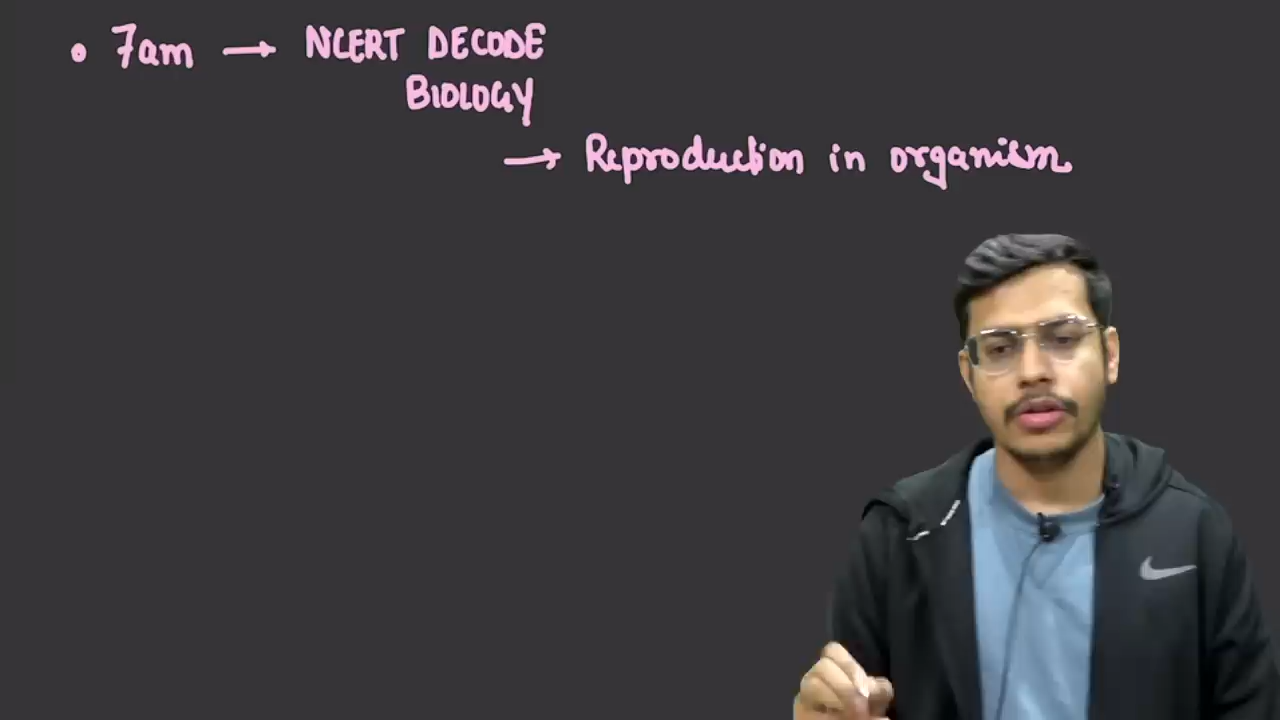 • 7am → NCERT DECODE
BIOLOGY
→ Reproduction in organism